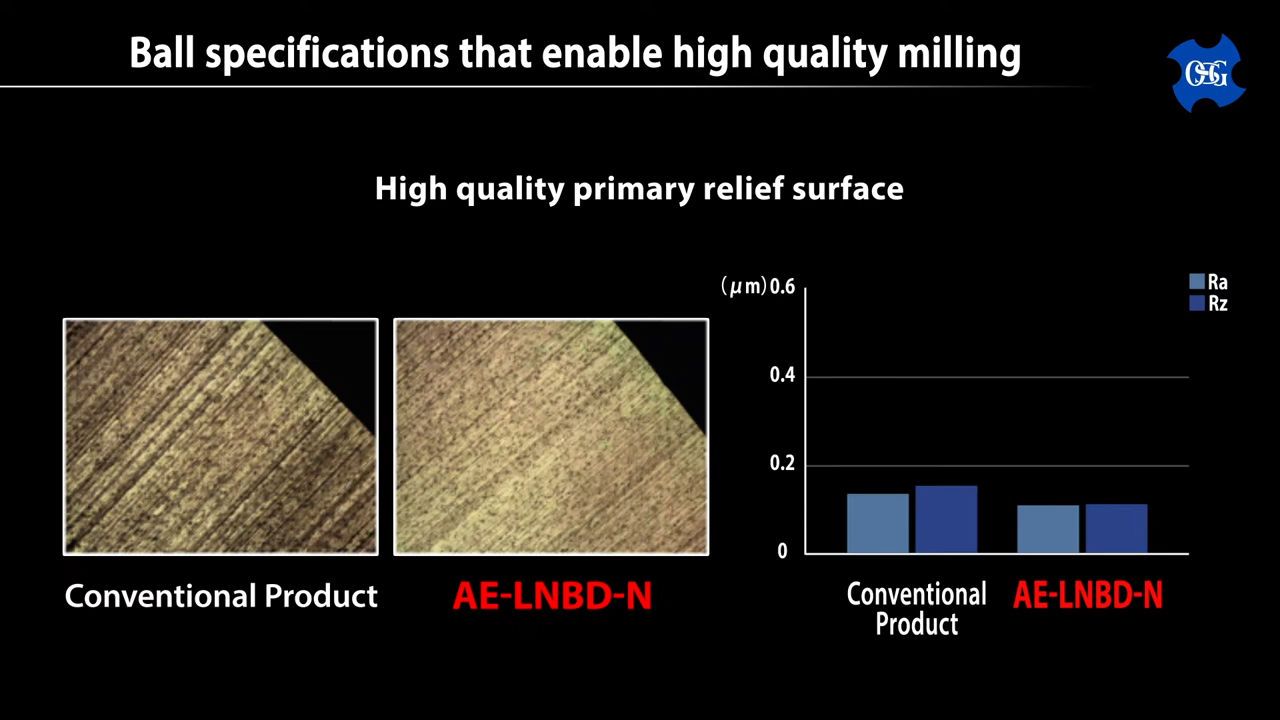 Ball specifications that enable high quality milling
OSG
High quality primary relief surface
(μm) 0.6
0.4
0.2
0
Ra
Rz
Conventional Product
AE-LNBD-N
Conventional
Product
AE-LNBD-N